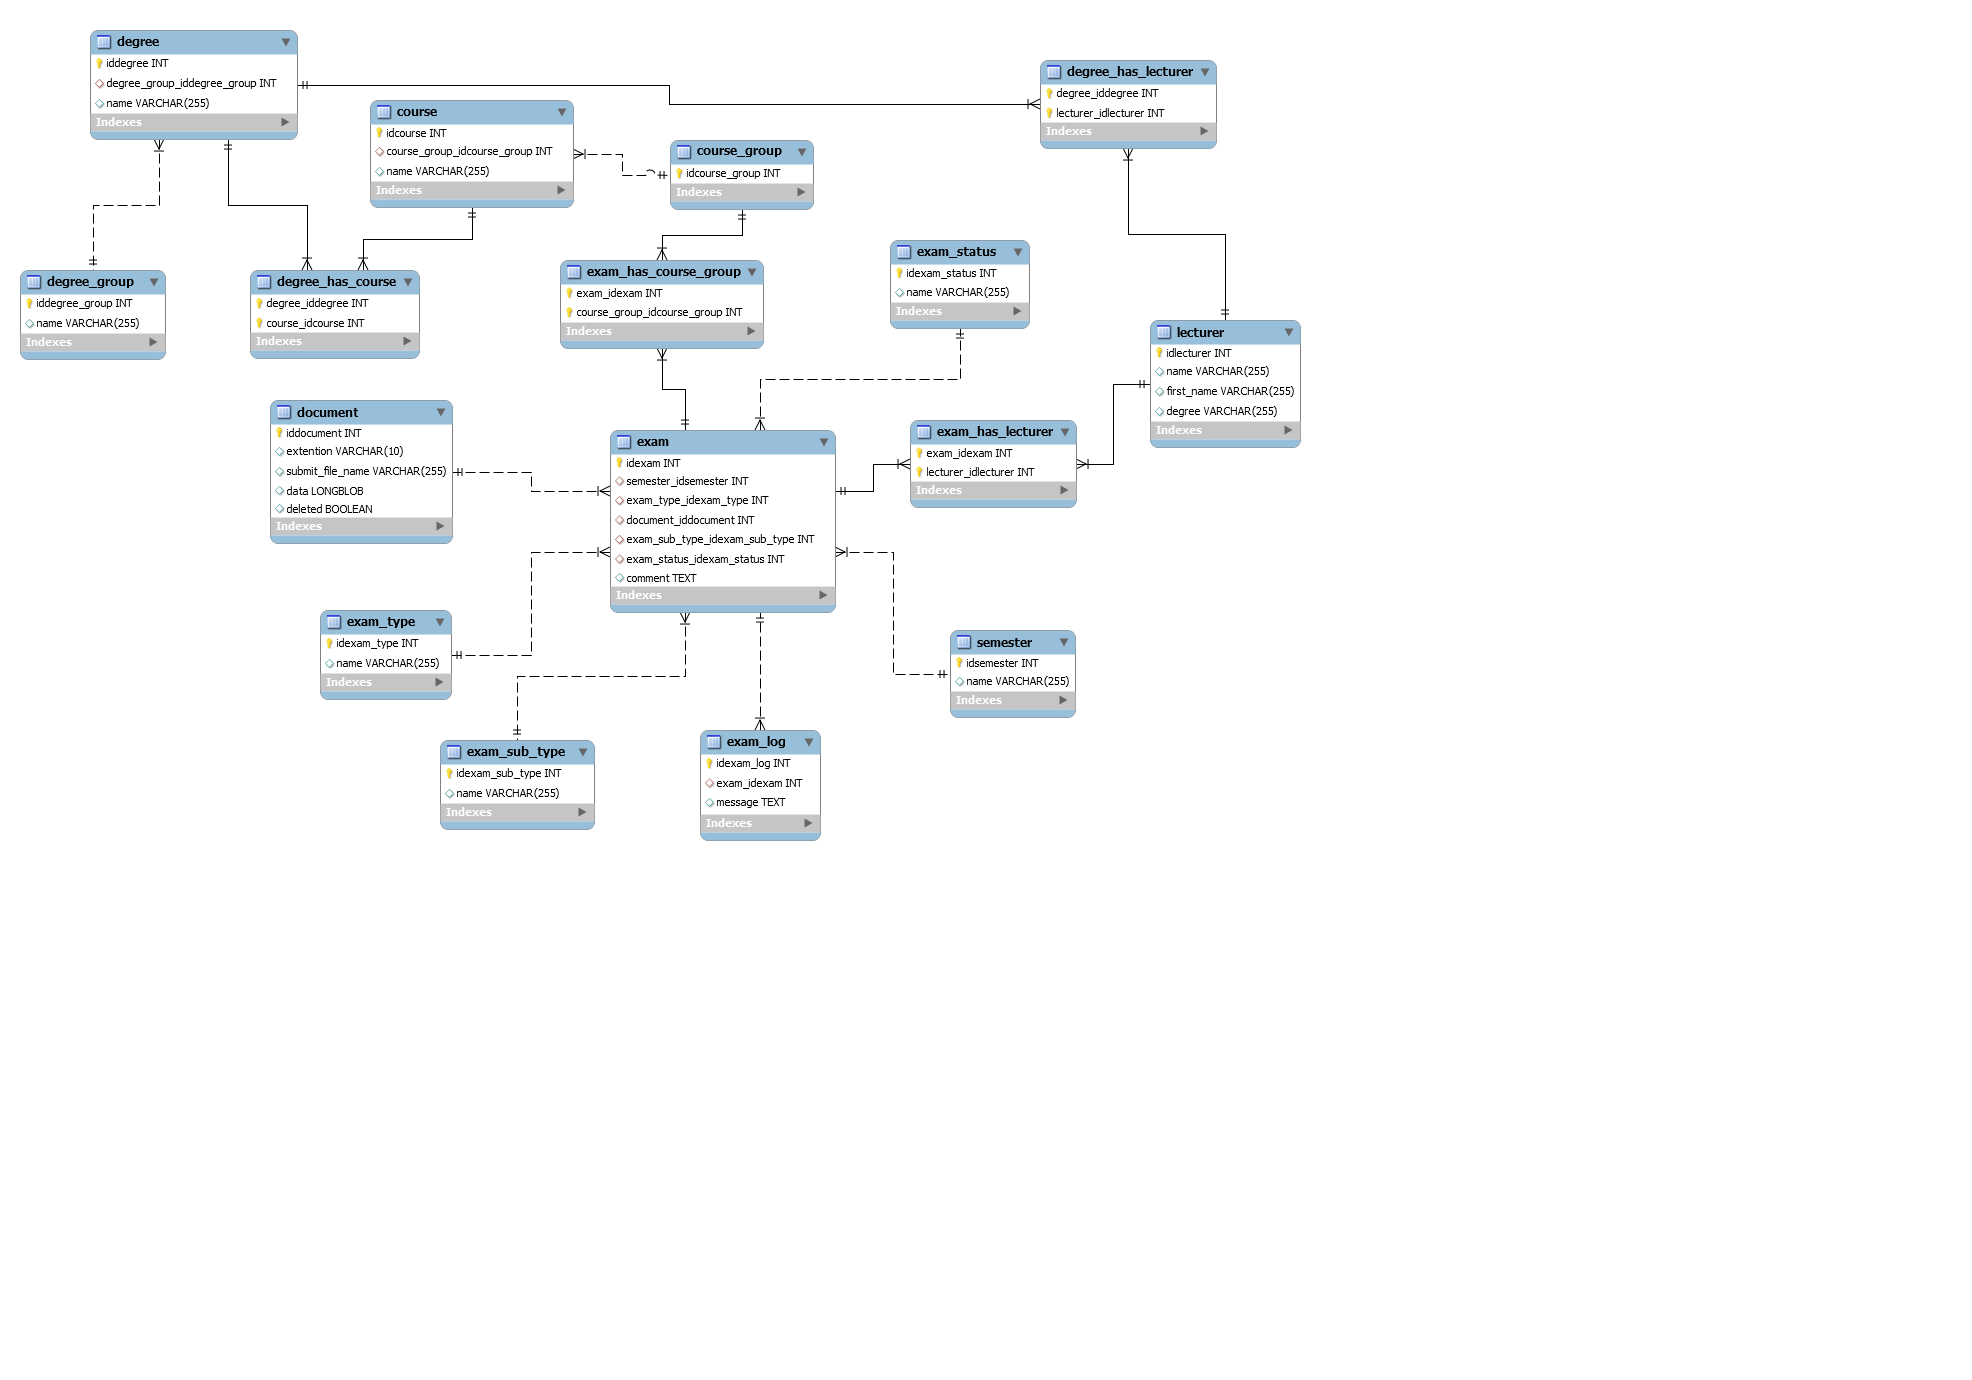 degree
iddegree INT
degree_group_iddegree_group INT
name VARCHAR(255)
Indexes
degree_has_lecturer
degree_iddegree INT
lecturer_idlecturer INT
Indexes
course
idcourse INT
course_group_idcourse_group INT
name VARCHAR(255)
Indexes
course_group
idcourse_group INT
Indexes
degree_group
iddegree_group INT
name VARCHAR(255)
Indexes
degree_has_course
degree_iddegree INT
course_idcourse INT
Indexes
exam_has_course_group
exam_idexam INT
course_group_idcourse_group INT
Indexes
exam_status
idexam_status INT
name VARCHAR(255)
Indexes
lecturer
idlecturer INT
name VARCHAR(255)
first_name VARCHAR(255)
degree VARCHAR(255)
Indexes
document
iddocument INT
extention VARCHAR(10)
submit_file_name VARCHAR(255)
data LONGBLOB
deleted BOOLEAN
Indexes
exam
idexam INT
semester_idsemester INT
exam_type_idexam_type INT
document_iddocument INT
exam_sub_type_idexam_sub_type INT
exam_status_idexam_status INT
comment TEXT
Indexes
exam_has_lecturer
exam_idexam INT
lecturer_idlecturer INT
Indexes
exam_type
idexam_type INT
name VARCHAR(255)
Indexes
semester
idsemester INT
name VARCHAR(255)
Indexes
exam_sub_type
idexam_sub_type INT
name VARCHAR(255)
Indexes
exam_log
idexam_log INT
exam_idexam INT
message TEXT
Indexes